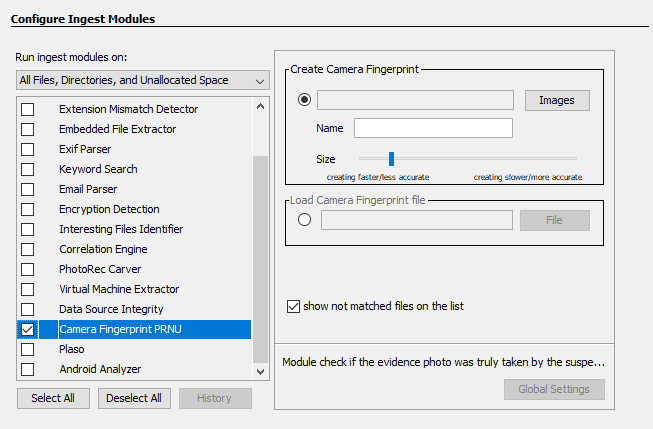 Configure Ingest Modules
Run ingest modules on:
All Files, Directories, and Unallocated Space
Extension Mismatch Detector
Embedded File Extractor
Exif Parser
Keyword Search
Email Parser
Encryption Detection
Interesting Files Identifier
Correlation Engine
PhotoRec Carver
Virtual Machine Extractor
Data Source Integrity
Camera Fingerprint PRNU
Plaso
Android Analyzer
Select All
Deselect All
History
Create Camera Fingerprint
Images
Name
Size
creating faster/less accurate
creating slower/more accurate
Load Camera Fingerprint file
File
show not matched files on the list
Module check if the evidence photo was truly taken by the suspe...
Global Settings